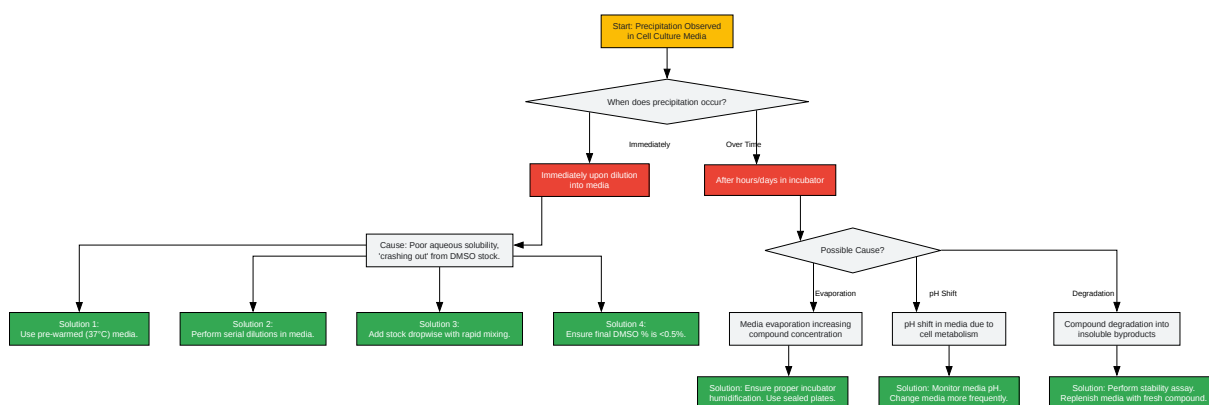 Start: Precipitation Observed
in Cell Culture Media
When does precipitation occur?
Immediately
Over Time
Immediately upon dilution
into media
After hours/days in incubator
Cause: Poor aqueous solubility,
'crashing out' from DMSO stock.
Possible Cause?
Evaporation
pH Shift
Degradation
Solution 1:
Use pre-warmed (37°C) media.
Solution 2:
Perform serial dilutions in media.
Solution 3:
Add stock dropwise with rapid mixing.
Solution 4:
Ensure final DMSO % is <0.5%.
Media evaporation increasing
compound concentration
pH shift in media due to
cell metabolism
Compound degradation into
insoluble byproducts
Solution: Ensure proper incubator
humidification. Use sealed plates.
Solution: Monitor media pH.
Change media more frequently.
Solution: Perform stability assay.
Replenish media with fresh compound.